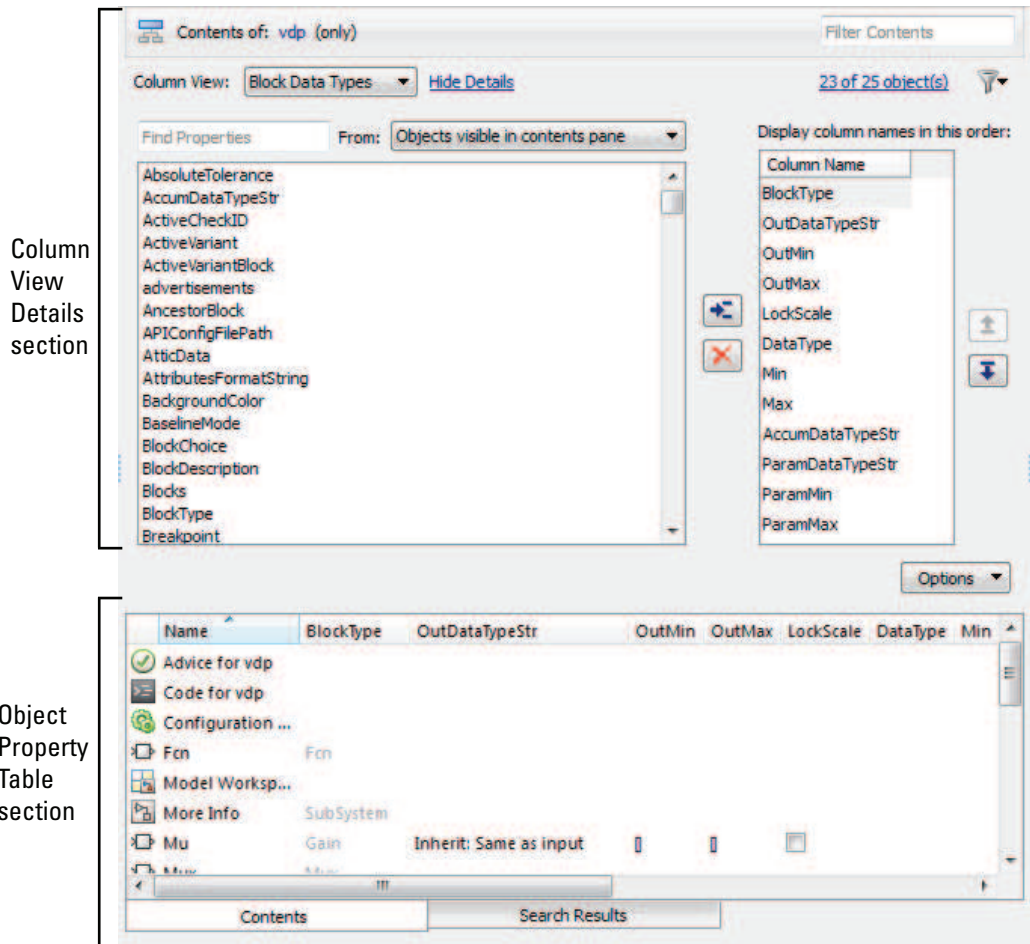 Contents of: vdp (only)
Filter Contents
Column View: Block Data Types Hide Details
23 of 25 object(s)
Find Properties
From: Objects visible in contents pane
Display column names in this order:
Column View Details section
AbsoluteTolerance
AccumDataTypeStr
ActiveCheckID
ActiveVariant
ActiveVariantBlock
advertisements
AncestorBlock
APIConfigFilePath
AtticData
AttributesFormatString
BackgroundColor
BaselineMode
BlockChoice
BlockDescription
Blocks
BlockType
Breakpoint
Column Name
BlockType
OutDataTypeStr
OutMin
OutMax
LockScale
DataType
Min
Max
AccumDataTypeStr
ParamDataTypeStr
ParamMin
ParamMax
Options
Object Property Table section
Name BlockType OutDataTypeStr OutMin OutMax LockScale DataType Min
Advice for vdp
Code for vdp
Configuration ...
Fcn Fcn
Model Worksp...
More Info SubSystem
Mu Gain Inherit: Same as input [] []
Mux Mux
Contents
Search Results